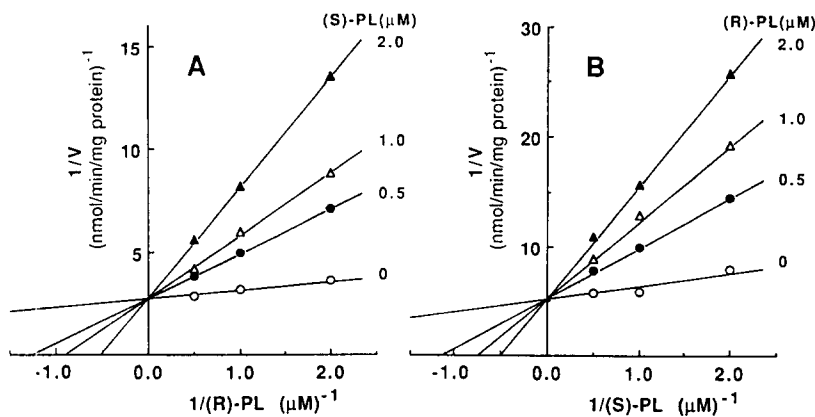 (S)-PL(μM)
2.0
15
A
1.0
10
0.5
5
0
1/V
(nmol/min/mg protein)⁻¹
-1.0
0.0
1.0
2.0
1/(R)-PL (μM)⁻¹
(R)-PL(μM)
2.0
30
B
1.0
20
0.5
10
0
1/V
(nmol/min/mg protein)⁻¹
-1.0
0.0
1.0
2.0
1/(S)-PL (μM)⁻¹